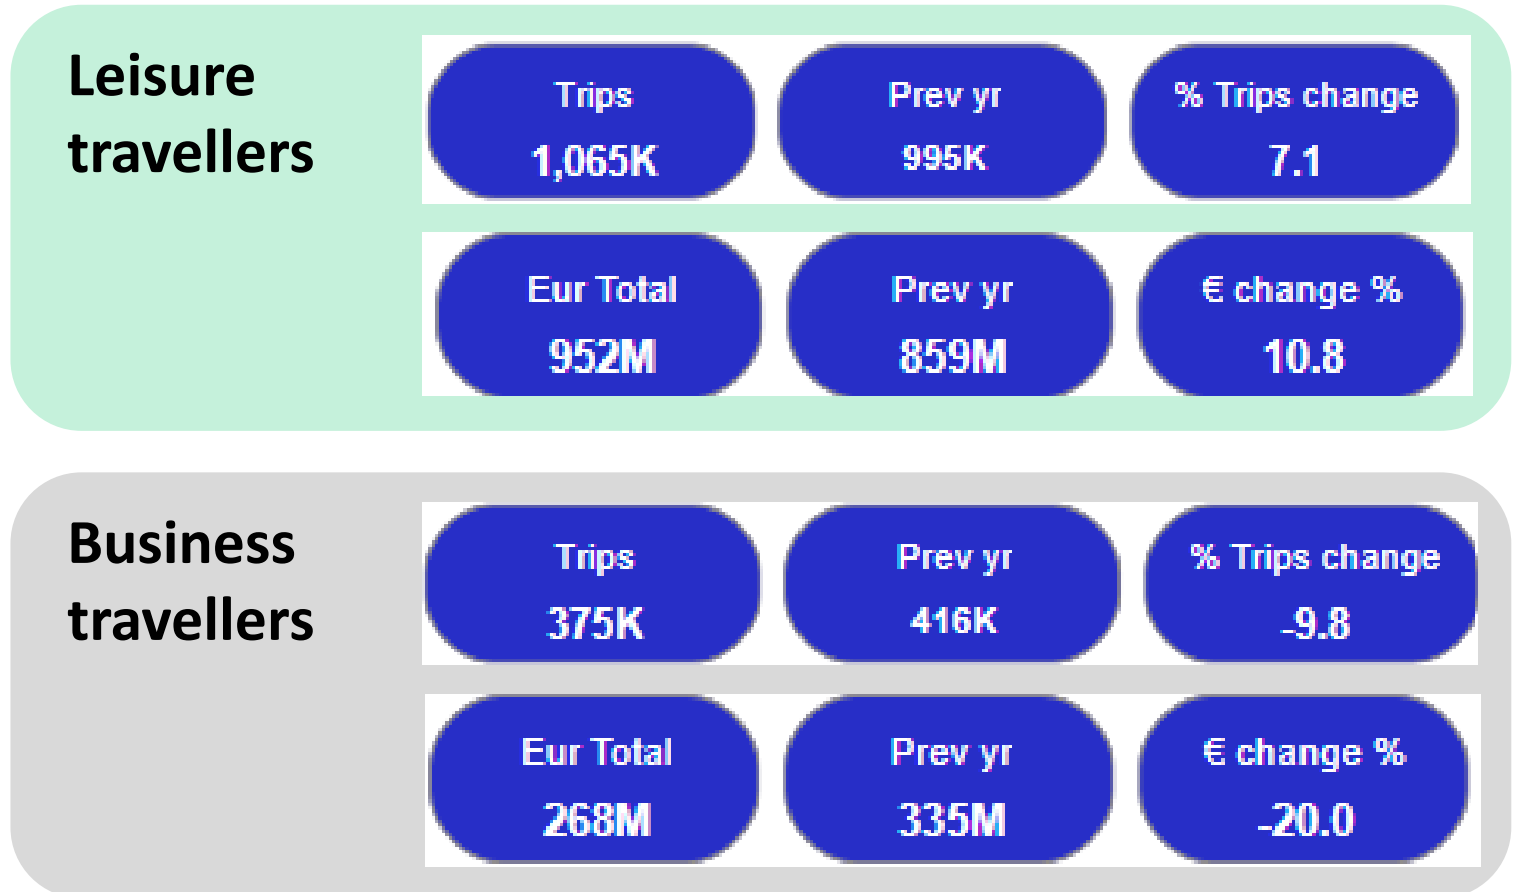 Leisure
travellers
Trips
1,065K
Prev yr
995K
% Trips change
7.1
Eur Total
952M
Prev yr
859M
€ change %
10.8
Business
travellers
Trips
375K
Prev yr
416K
% Trips change
-9.8
Eur Total
268M
Prev yr
335M
€ change %
-20.0